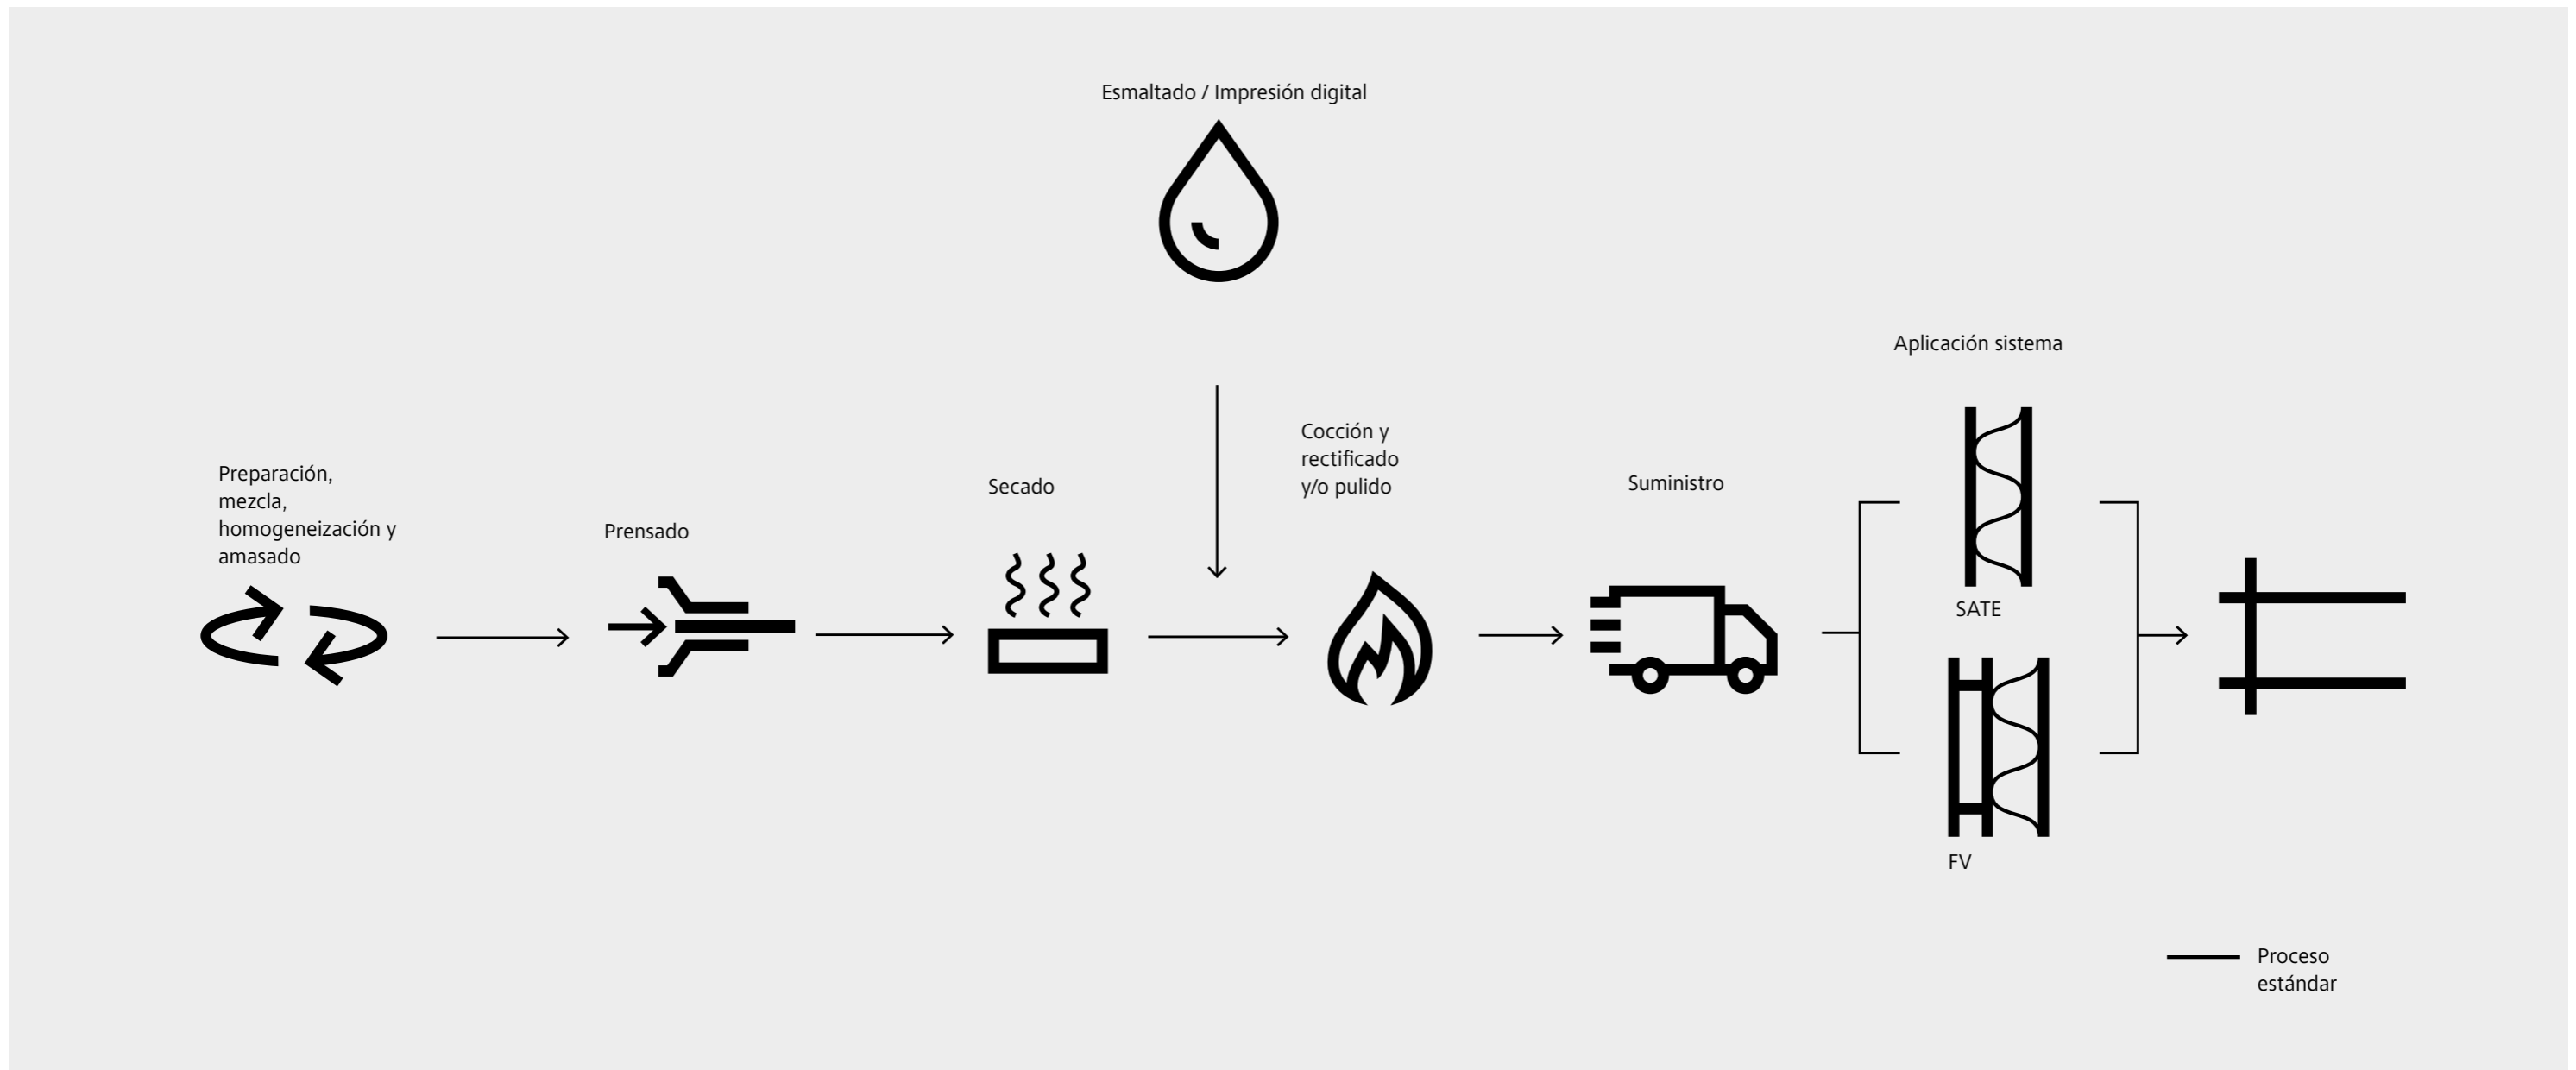 Esmaltado / Impresión digital
Aplicación sistema
Preparación,
mezcla,
homogeneización y
amasado
Prensado
Secado
Cocción y
rectificado
y/o pulido
Suministro
SATE
FV
Proceso
estándar